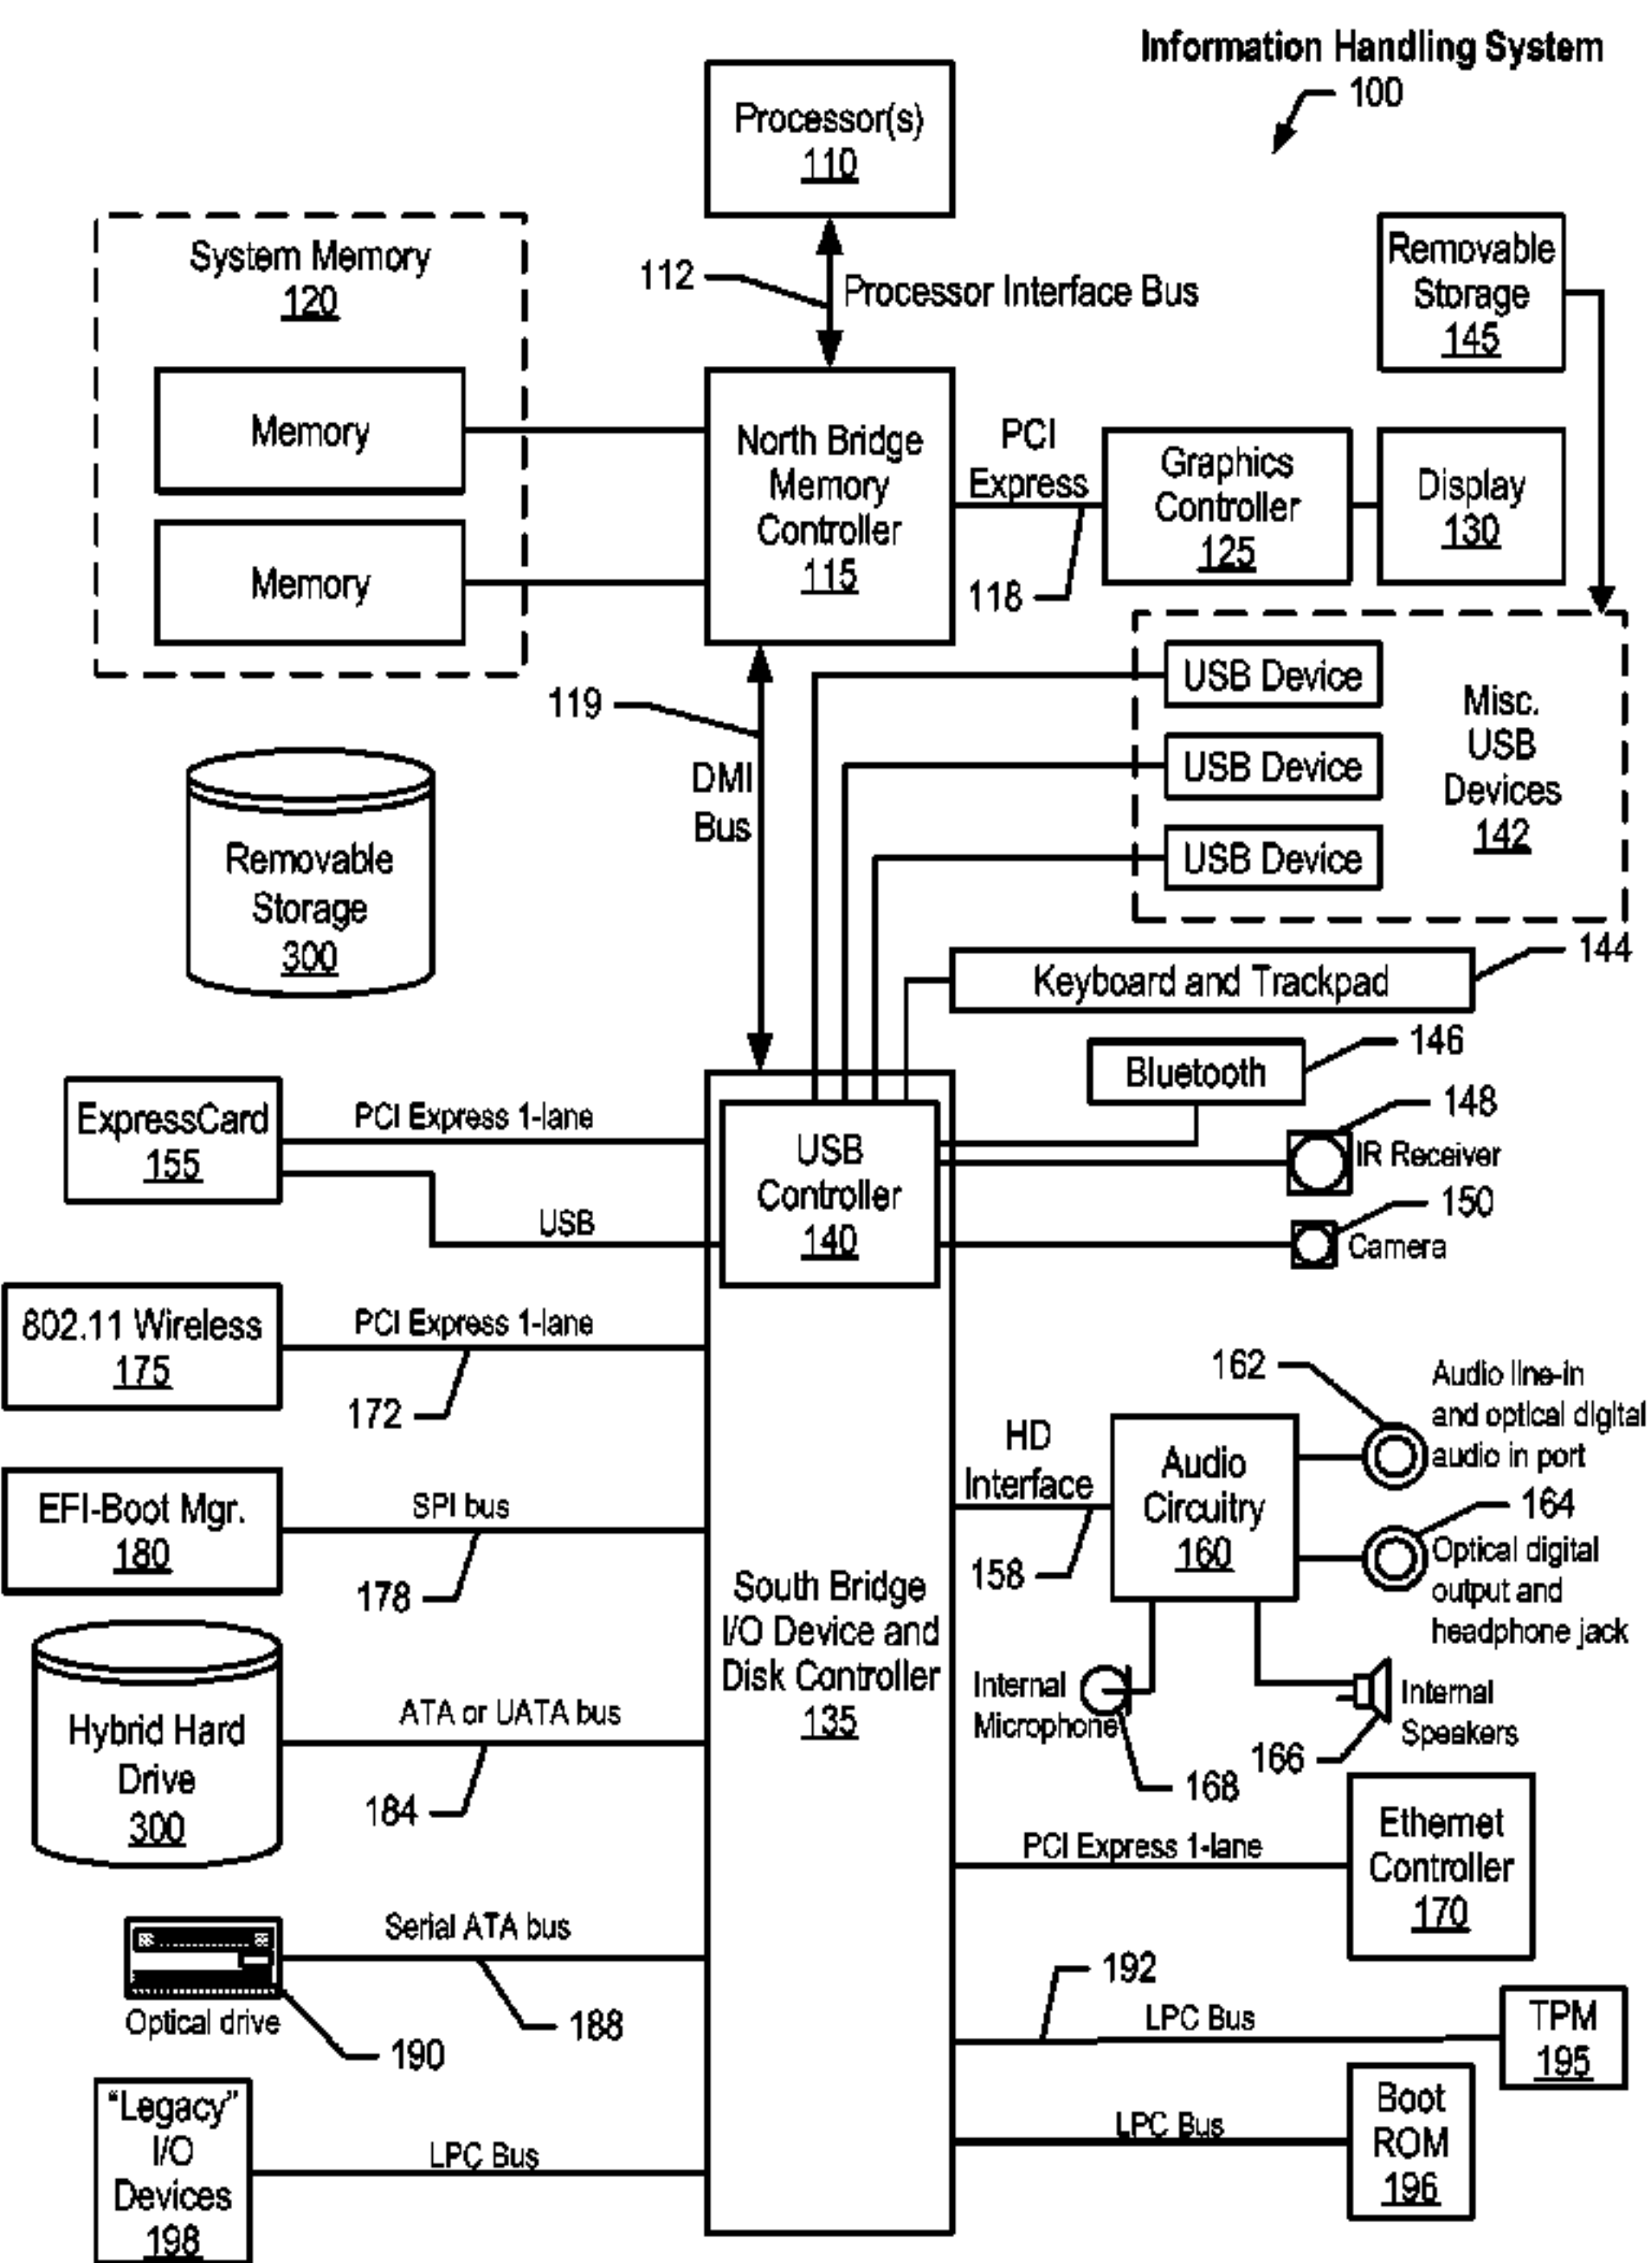 Information Handling System
100
Processor(s)
110
System Memory
120
112
Processor Interface Bus
Removable
Storage
145
Memory
Memory
North Bridge
Memory
Controller
115
PCI
Express
118
Graphics
Controller
125
Display
130
119
DMI
Bus
USB Device
USB Device
USB Device
Misc.
USB
Devices
142
Removable
Storage
300
144
Keyboard and Trackpad
146
Bluetooth
148
IR Receiver
150
Camera
ExpressCard
155
PCI Express 1-lane
USB
USB
Controller
140
802.11 Wireless
175
PCI Express 1-lane
172
162
Audio line-in
and optical digital
audio in port
HD
Interface
158
Audio
Circuitry
160
164
Optical digital
output and
headphone jack
EFI-Boot Mgr.
180
SPI bus
178
South Bridge
I/O Device and
Disk Controller
135
Internal
Microphone
168
Internal
Speakers
166
Hybrid Hard
Drive
300
ATA or UATA bus
184
PCI Express 1-lane
Ethernet
Controller
170
Serial ATA bus
188
Optical drive
190
192
LPC Bus
TPM
195
"Legacy"
I/O
Devices
198
LPC Bus
LPC Bus
Boot
ROM
196